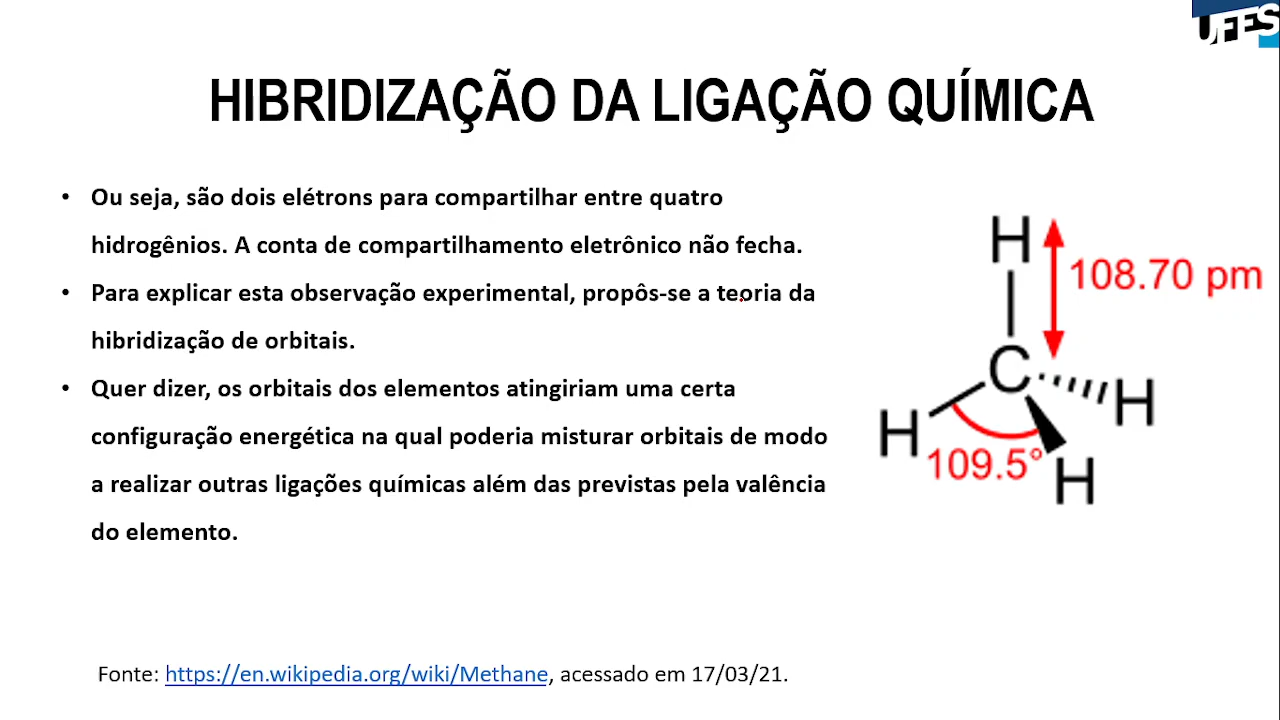 UFES
HIBRIDIZAÇÃO DA LIGAÇÃO QUÍMICA
• Ou seja, são dois elétrons para compartilhar entre quatro
hidrogênios. A conta de compartilhamento eletrônico não fecha.
• Para explicar esta observação experimental, propôs-se a teoria da
hibridização de orbitais.
• Quer dizer, os orbitais dos elementos atingiriam uma certa
configuração energética na qual poderia misturar orbitais de modo
a realizar outras ligações químicas além das previstas pela valência
do elemento.
H
108.70 pm
C
H
H
109.5°
H
Fonte: https://en.wikipedia.org/wiki/Methane, acessado em 17/03/21.